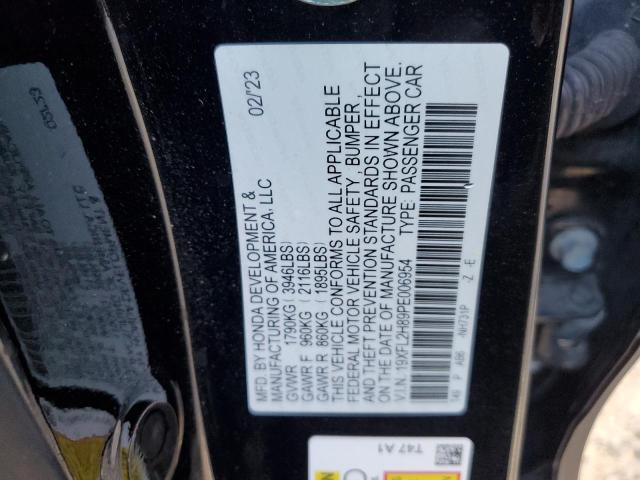 MFD. BY HONDA DEVELOPMENT & 02/'23
MANUFACTURING OF AMERICA, LLC
GVWR 1790KG ( 3946LBS)
GAWR F 960KG ( 2116LBS)
GAWR R 860KG ( 1895LBS)
THIS VEHICLE CONFORMS TO ALL APPLICABLE
FEDERAL MOTOR VEHICLE SAFETY , BUMPER ,
AND THEFT PREVENTION STANDARDS IN EFFECT
ON THE DATE OF MANUFACTURE SHOWN ABOVE.
V.I.N. 19XFL2H89PE006954 TYPE: PASSENGER CAR
T49 P AB6 -NH731P -Z -E
T47 A1